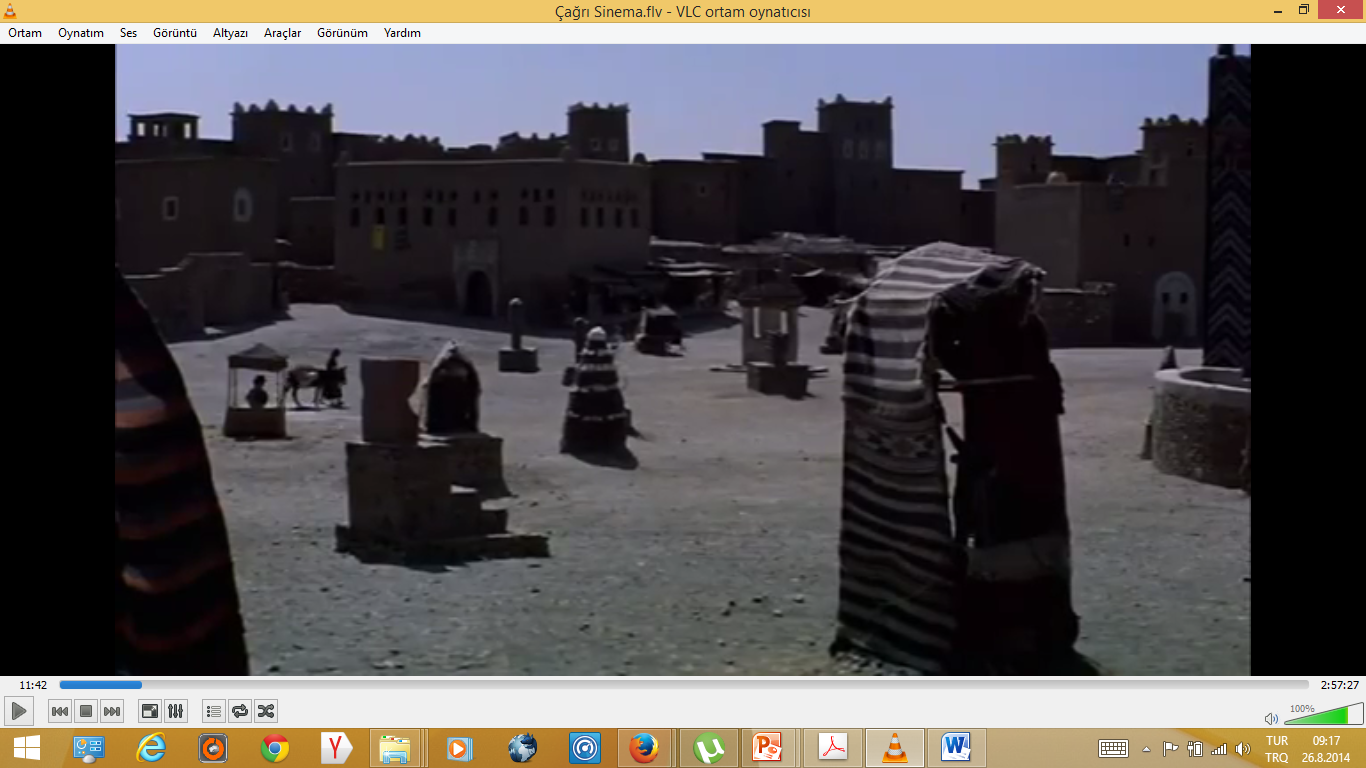 Çağrı Sinema.flv - VLC ortam oynatıcısı
Ortam Oynatım Ses Görüntü Altyazı Araçlar Görünüm Yardım
11:42 2:57:27
100%
TUR 09:17
TRQ 26.8.2014